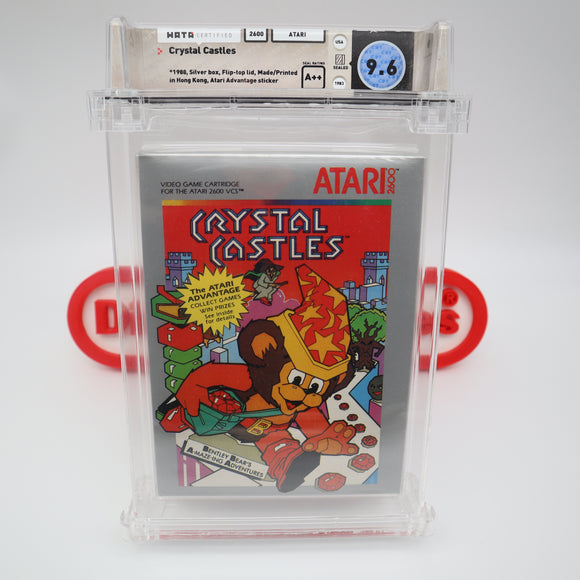 WATA CERTIFIED 2600 ATARI
Crystal Castles
*1988, Silver box, Flip-top lid, Made/Printed
in Hong Kong, Atari Advantage sticker
USA
SEALED
1983
SEAL RATING
A++
9.6
VIDEO GAME CARTRIDGE
FOR THE ATARI 2600 VCS™
ATARI 2600
CRYSTAL
CASTLES™
The ATARI
ADVANTAGE
COLLECT GAMES
WIN PRIZES
See inside
for details
BENTLEY BEAR'S
AMAZE-ING ADVENTURES